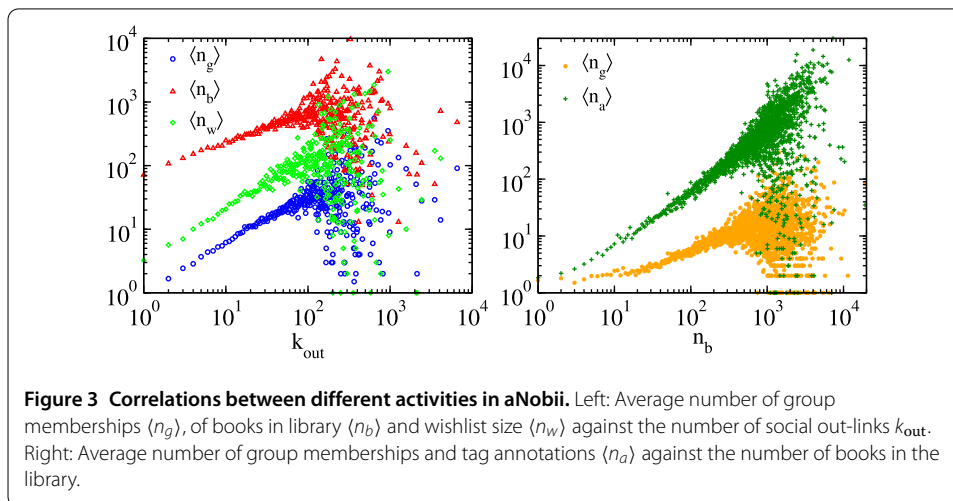 10^4
10^3
10^2
10^1
10^0
⟨n_g⟩
⟨n_b⟩
⟨n_w⟩
10^0 10^1 10^2 10^3 10^4
k_out
10^4
10^3
10^2
10^1
10^0
⟨n_g⟩
⟨n_a⟩
10^0 10^1 10^2 10^3 10^4
n_b
Figure 3 Correlations between different activities in aNobii. Left: Average number of group
memberships ⟨n_g⟩, of books in library ⟨n_b⟩ and wishlist size ⟨n_w⟩ against the number of social out-links k_out.
Right: Average number of group memberships and tag annotations ⟨n_a⟩ against the number of books in the
library.